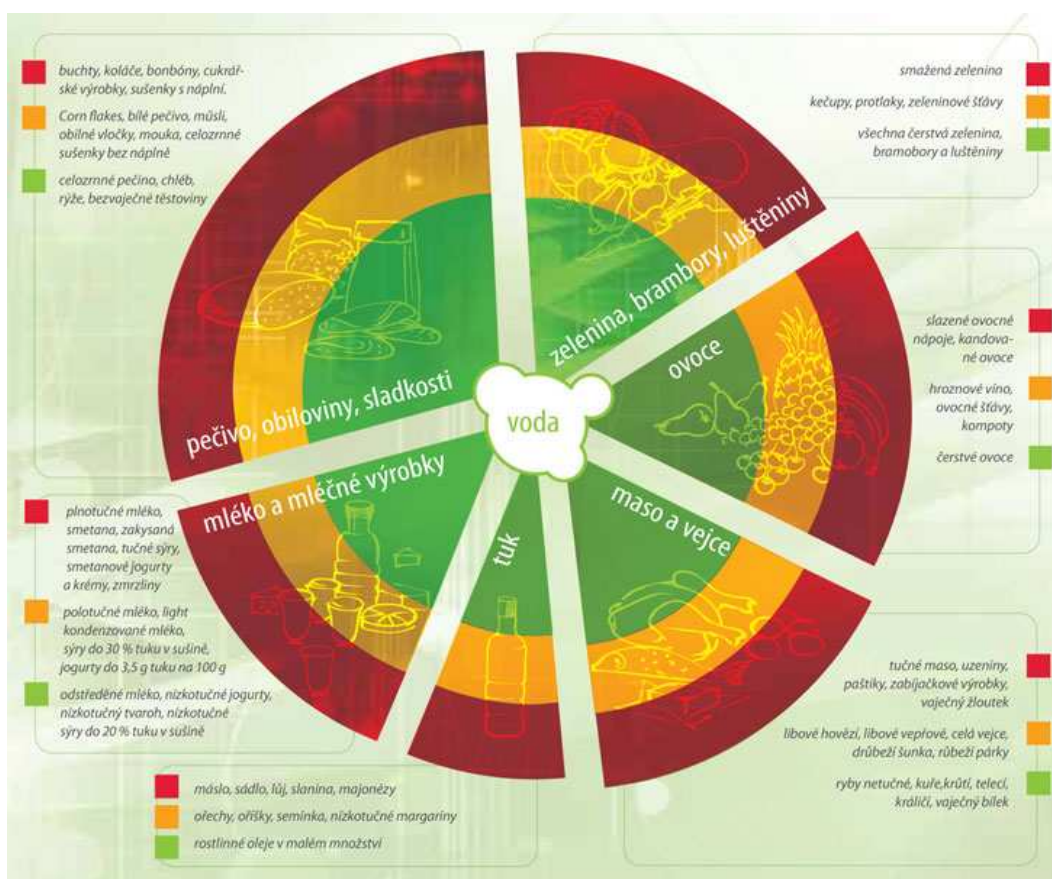 buchty, koláče, bonbóny, cukrář-
ské výrobky, sušenky s náplní.
Corn flakes, bílé pečivo, műsli,
obilné vločky, mouka, celozrnné
sušenky bez náplně
celozrnné pečino, chléb,
rýže, bezvaječné těstoviny
smažená zelenina
kečupy, protlaky, zeleninové šťávy
všechna čerstvá zelenina,
bramobory a luštěniny
pečivo, obiloviny, sladkosti
zelenina, brambory, luštěniny
ovoce
voda
mléko a mléčné výrobky
tuk
maso a vejce
slazené ovocné
nápoje, kandova-
né ovoce
hroznové víno,
ovocné šťávy,
kompoty
čerstvé ovoce
plnotučné mléko,
smetana, zakysaná
smetana, tučné sýry,
smetanové jogurty
a krémy, zmrzliny
polotučné mléko, light
kondenzované mléko,
sýry do 30 % tuku v sušině,
jogurty do 3,5 g tuku na 100 g
odstředěné mléko, nízkotučné jogurty,
nízkotučný tvaroh, nízkotučné
sýry do 20 % tuku v sušině
tučné maso, uzeniny,
paštiky, zabíjačkové výrobky,
vaječný žloutek
libové hovězí, libové vepřové, celá vejce,
drůbeží šunka, růbeží párky
ryby netučné, kuře,krůtí, telecí,
králičí, vaječný bílek
máslo, sádlo, lůj, slanina, majonézy
ořechy, oříšky, semínka, nízkotučné margaríny
rostlinné oleje v malém množství